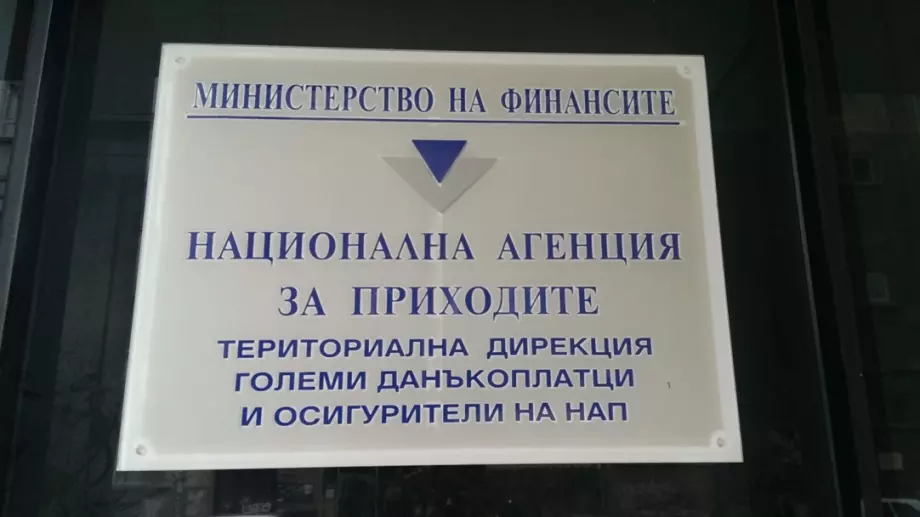 МИНИСТЕРСТВО НА ФИНАНСИТЕ
НАЦИОНАЛНА АГЕНЦИЯ
ЗА ПРИХОДИТЕ
ТЕРИТОРИАЛНА ДИРЕКЦИЯ
ГОЛЕМИ ДАНЪКОПЛАТЦИ
И ОСИГУРИТЕЛИ НА НАП